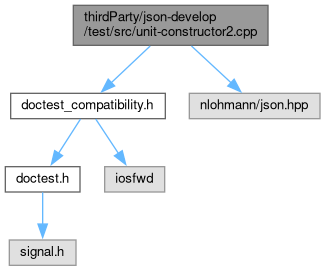 thirdParty/json-develop
/test/src/unit-constructor2.cpp
doctest_compatibility.h
nlohmann/json.hpp
doctest.h
iosfwd
signal.h